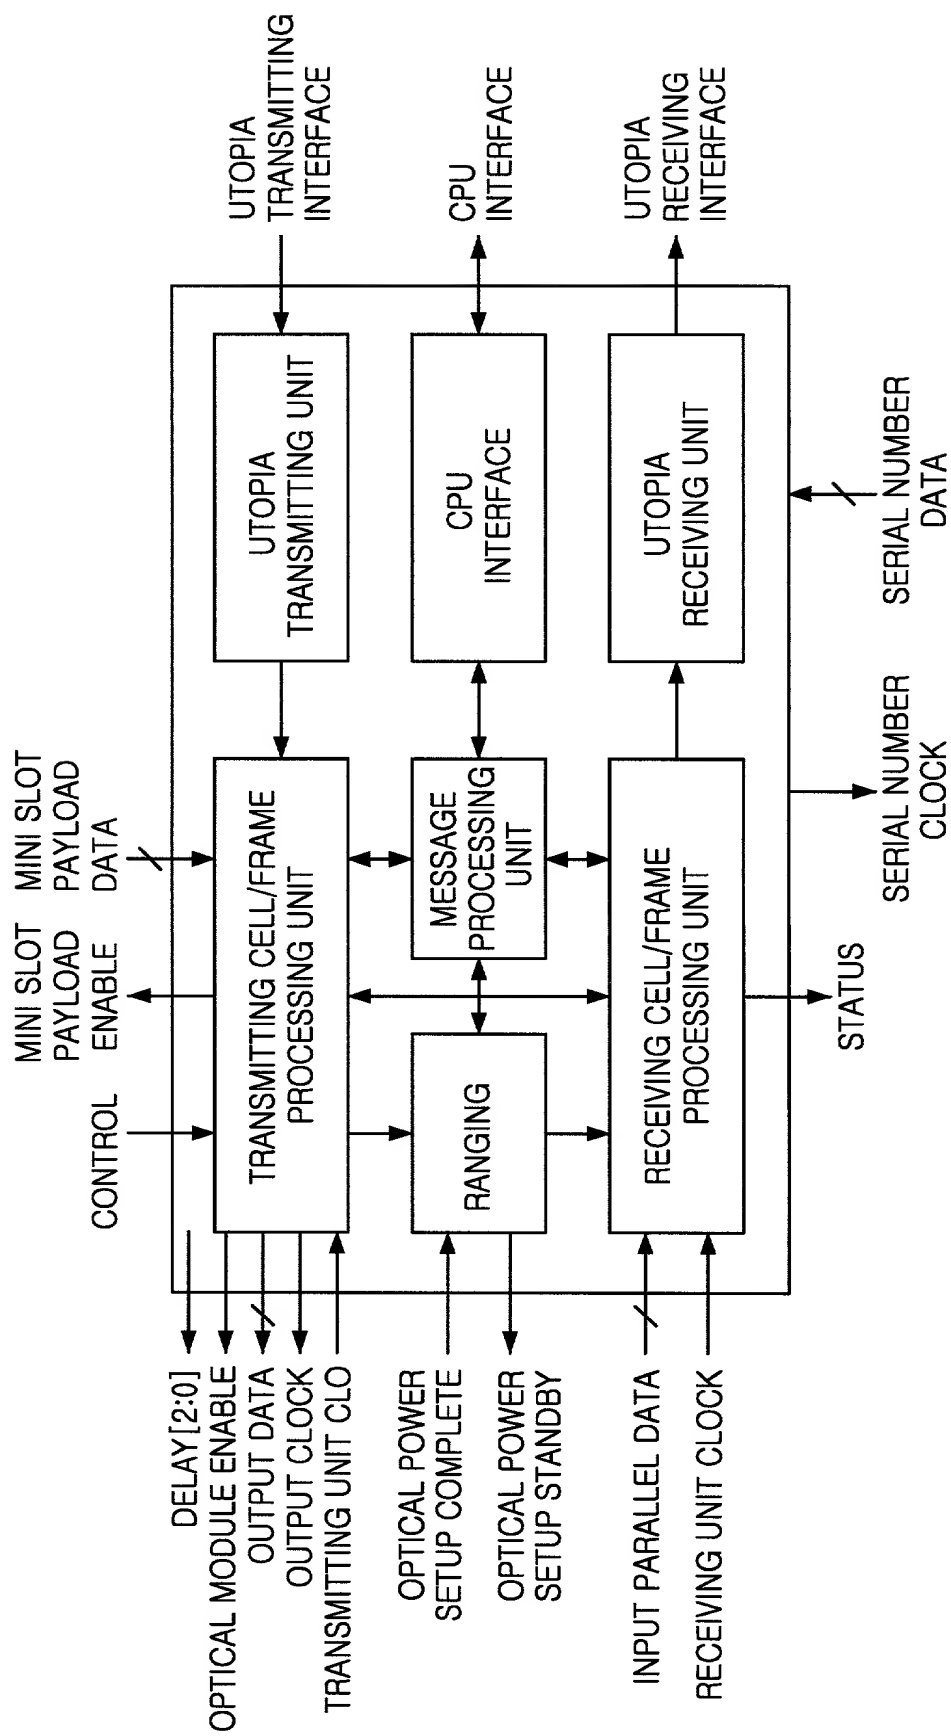 MINI SLOT
PAYLOAD
DATA
MINI SLOT
PAYLOAD
ENABLE
CONTROL
DELAY[2:0]
OPTICAL MODULE ENABLE
OUTPUT DATA
OUTPUT CLOCK
TRANSMITTING UNIT CLO
OPTICAL POWER
SETUP COMPLETE
OPTICAL POWER
SETUP STANDBY
INPUT PARALLEL DATA
RECEIVING UNIT CLOCK
TRANSMITTING CELL/FRAME
PROCESSING UNIT
RANGING
MESSAGE
PROCESSING
UNIT
RECEIVING CELL/FRAME
PROCESSING UNIT
UTOPIA
TRANSMITTING UNIT
CPU
INTERFACE
UTOPIA
RECEIVING UNIT
UTOPIA
TRANSMITTING
INTERFACE
CPU
INTERFACE
UTOPIA
RECEIVING
INTERFACE
STATUS
SERIAL NUMBER
CLOCK
SERIAL NUMBER
DATA